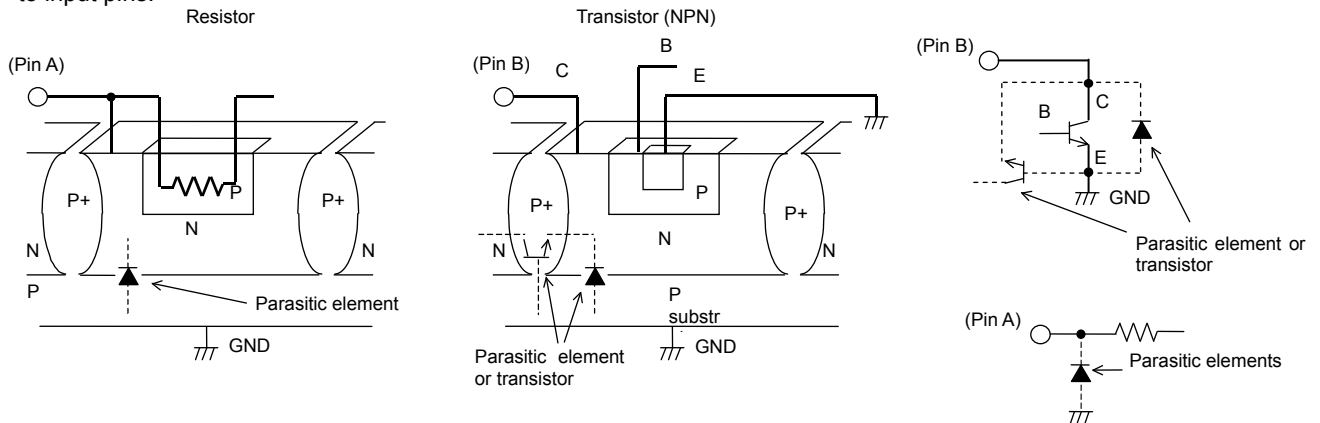 to input pins.
Resistor
(Pin A)
P+
P
P+
N
N
N
P
Parasitic element
GND
Transistor (NPN)
B
(Pin B)
C
E
P
P+
P+
N
N
N
P
substr
GND
Parasitic element
or transistor
(Pin B)
C
B
E
GND
Parasitic element or
transistor
(Pin A)
Parasitic elements